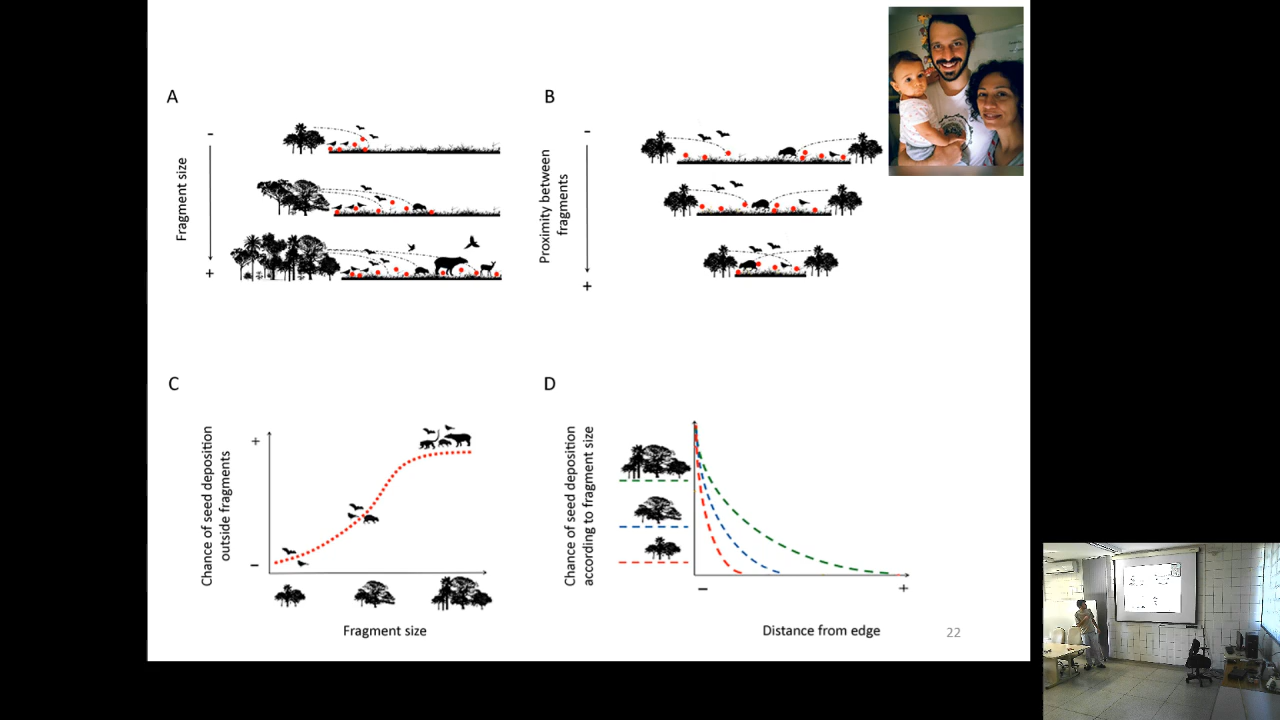 A
-
Fragment size
+
B
-
Proximity between
fragments
+
C
Chance of seed deposition
outside fragments
+
–
Fragment size
D
Chance of seed deposition
according to fragment size
–
+
Distance from edge
22